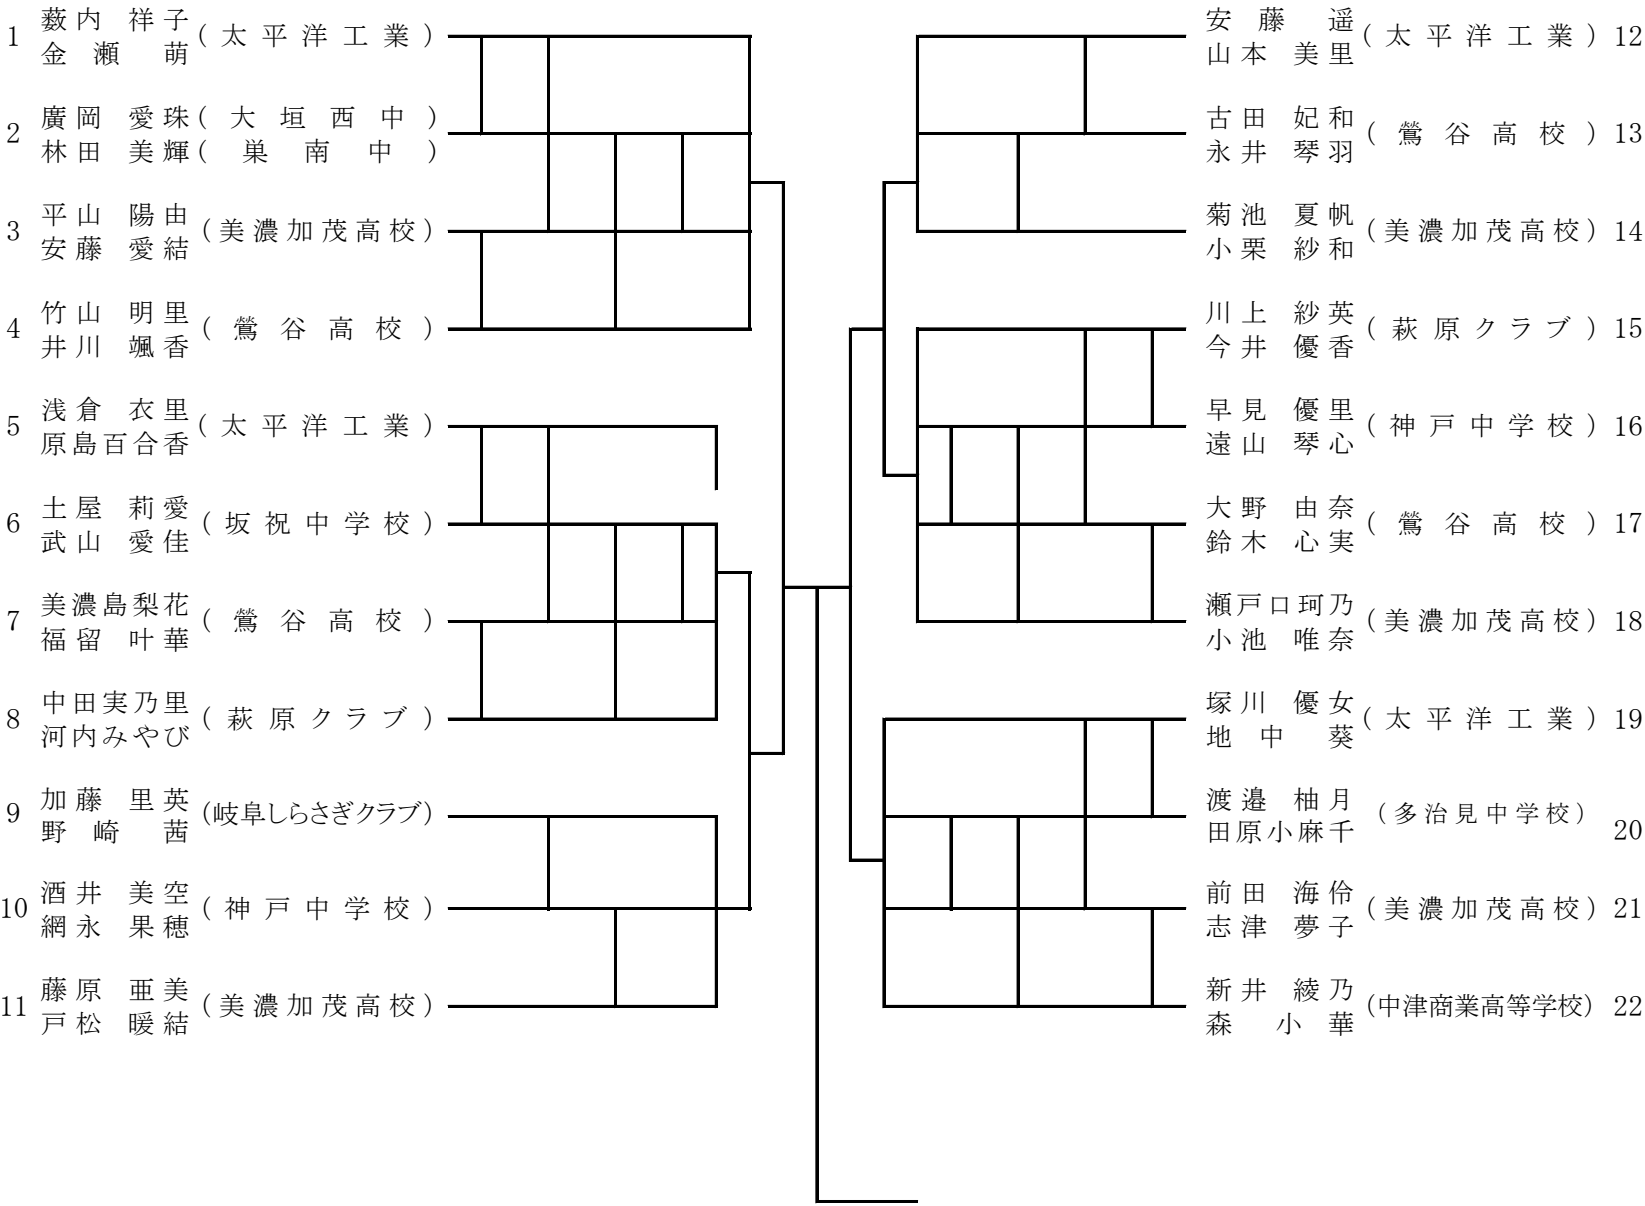 1 薮内 祥子 (太平洋工業)
金瀬 萌
2 廣岡 愛珠 (大垣西中)
林田 美輝 (巣南中)
3 平山 陽由 (美濃加茂高校)
安藤 愛結
4 竹山 明里 (鶯谷高校)
井川 颯香
5 浅倉 衣里 (太平洋工業)
原島百合香
6 土屋 莉愛 (坂祝中学校)
武山 愛佳
7 美濃島梨花 (鶯谷高校)
福留 叶華
8 中田実乃里 (萩原クラブ)
河内みやび
9 加藤 里英 (岐阜しらさぎクラブ)
野崎 茜
10 酒井 美空 (神戸中学校)
網永 果穂
11 藤原 亜美 (美濃加茂高校)
戸松 暖結
安藤 遥 (太平洋工業) 12
山本 美里
古田 妃和 (鶯谷高校) 13
永井 琴羽
菊池 夏帆 (美濃加茂高校) 14
小栗 紗和
川上 紗英 (萩原クラブ) 15
今井 優香
早見 優里 (神戸中学校) 16
遠山 琴心
大野 由奈 (鶯谷高校) 17
鈴木 心実
瀬戸口珂乃 (美濃加茂高校) 18
小池 唯奈
塚川 優女 (太平洋工業) 19
地中 葵
渡邉 柚月 (多治見中学校) 20
田原小麻千
前田 海伶 (美濃加茂高校) 21
志津 夢子
新井 綾乃 (中津商業高等学校) 22
森 小華